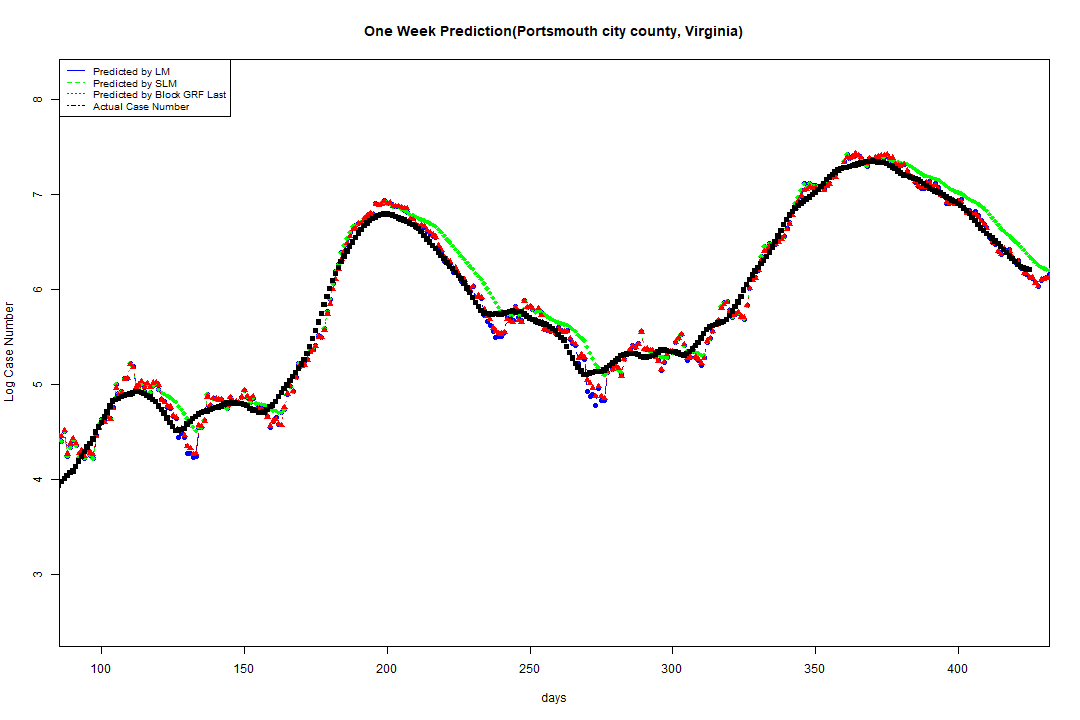 One Week Prediction(Portsmouth city county, Virginia)
Predicted by LM
Predicted by SLM
Predicted by Block GRF Last
Actual Case Number
8
7
6
5
4
3
Log Case Number
100 150 200 250 300 350 400
days